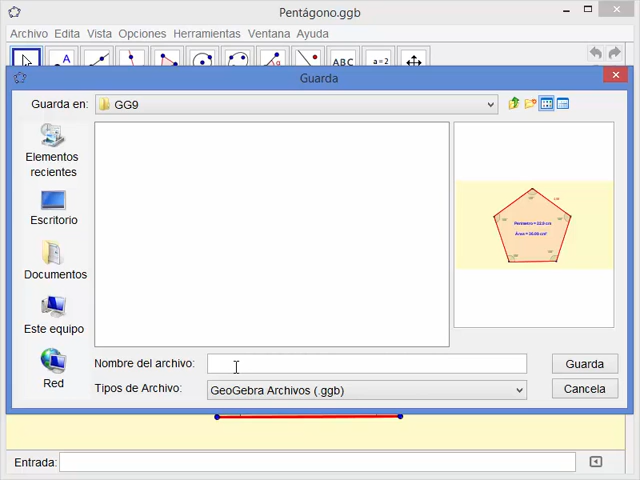 Pentágono.ggb
Archivo Edita Vista Opciones Herramientas Ventana Ayuda
A ABC a=2
Guarda
Guarda en: GG9
Elementos
recientes
Escritorio
Documentos
Este equipo
Red
Nombre del archivo:
Guarda
Tipos de Archivo: GeoGebra Archivos (.ggb)
Cancela
Entrada: